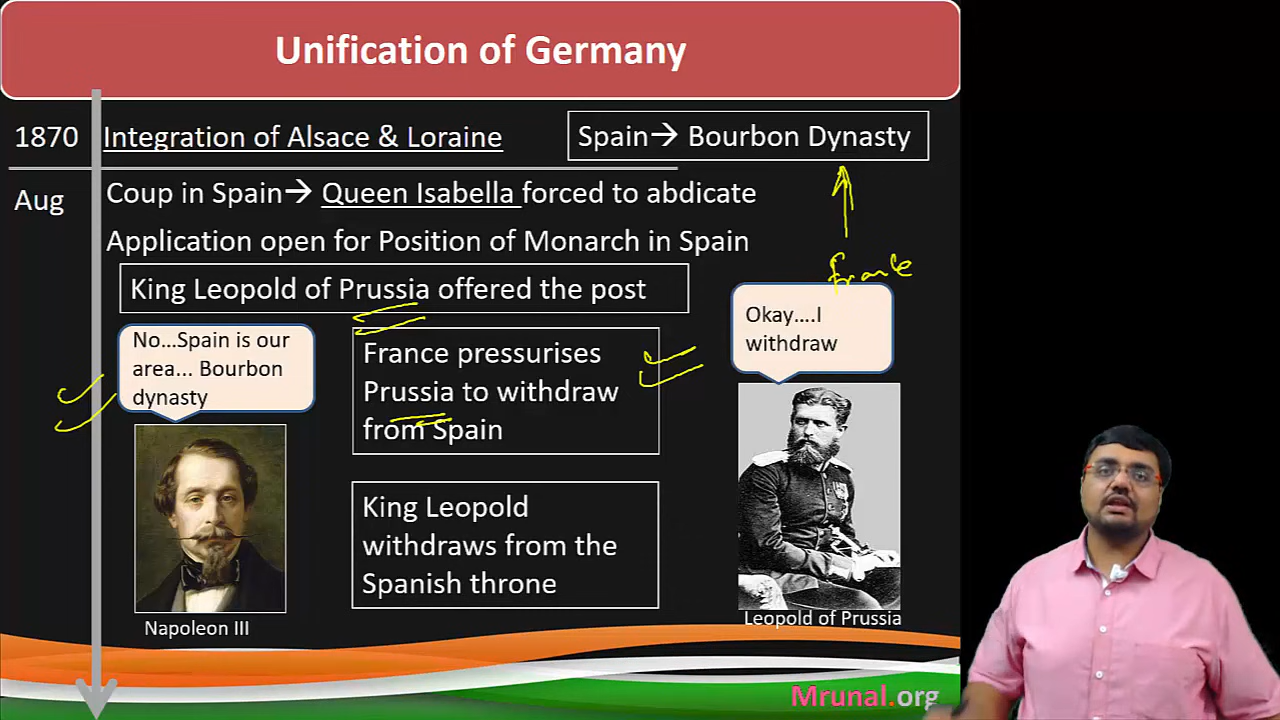 Unification of Germany
1870 Integration of Alsace & Loraine
Spain→ Bourbon Dynasty
Aug
Coup in Spain→ Queen Isabella forced to abdicate
Application open for Position of Monarch in Spain
France
King Leopold of Prussia offered the post
No...Spain is our
area... Bourbon
dynasty
France pressurises
Prussia to withdraw
from Spain
Okay....I
withdraw
King Leopold
withdraws from the
Spanish throne
Napoleon III
Leopold of Prussia
Mrunal.org